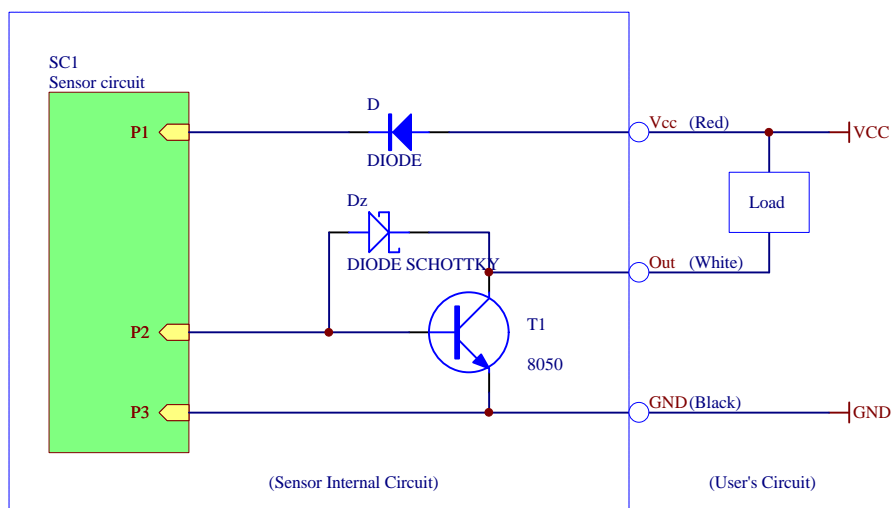 SC1
Sensor circuit
P1
D
DIODE
Vcc (Red)
VCC
Load
Dz
DIODE SCHOTTKY
Out (White)
P2
T1
8050
P3
GND (Black)
GND
(Sensor Internal Circuit)
(User's Circuit)